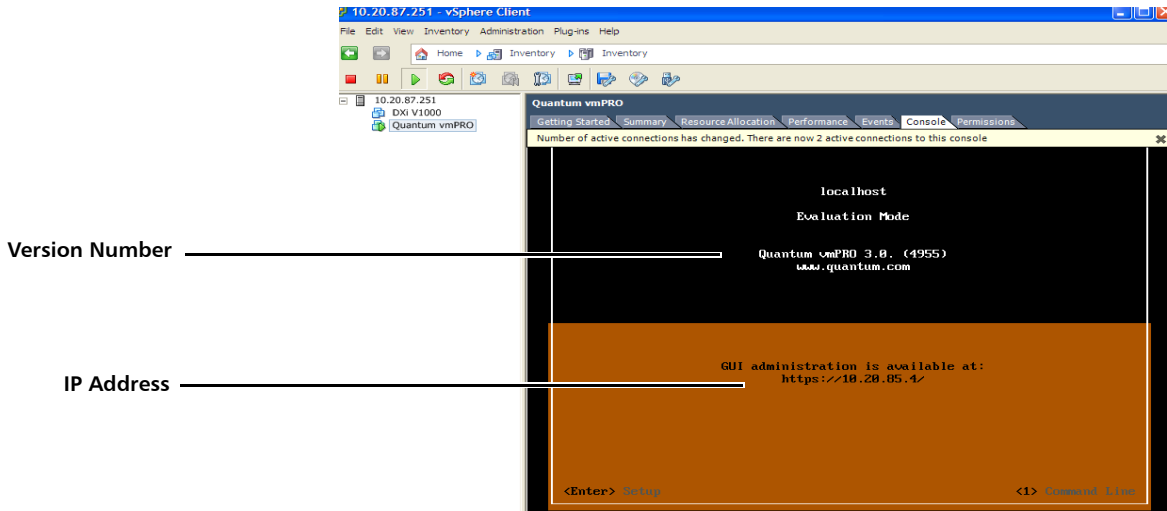 10.20.87.251 - vSphere Client
File Edit View Inventory Administration Plug-ins Help
Home Inventory Inventory
10.20.87.251
DXi V1000
Quantum vmPRO
Quantum vmPRO
Getting Started Summary Resource Allocation Performance Events Console Permissions
Number of active connections has changed. There are now 2 active connections to this console
localhost
Evaluation Mode
Version Number
Quantum vmPRO 3.0. (4955)
www.quantum.com
GUI administration is available at:
IP Address
https://10.20.85.4/
<Enter> Setup
<1> Command Line